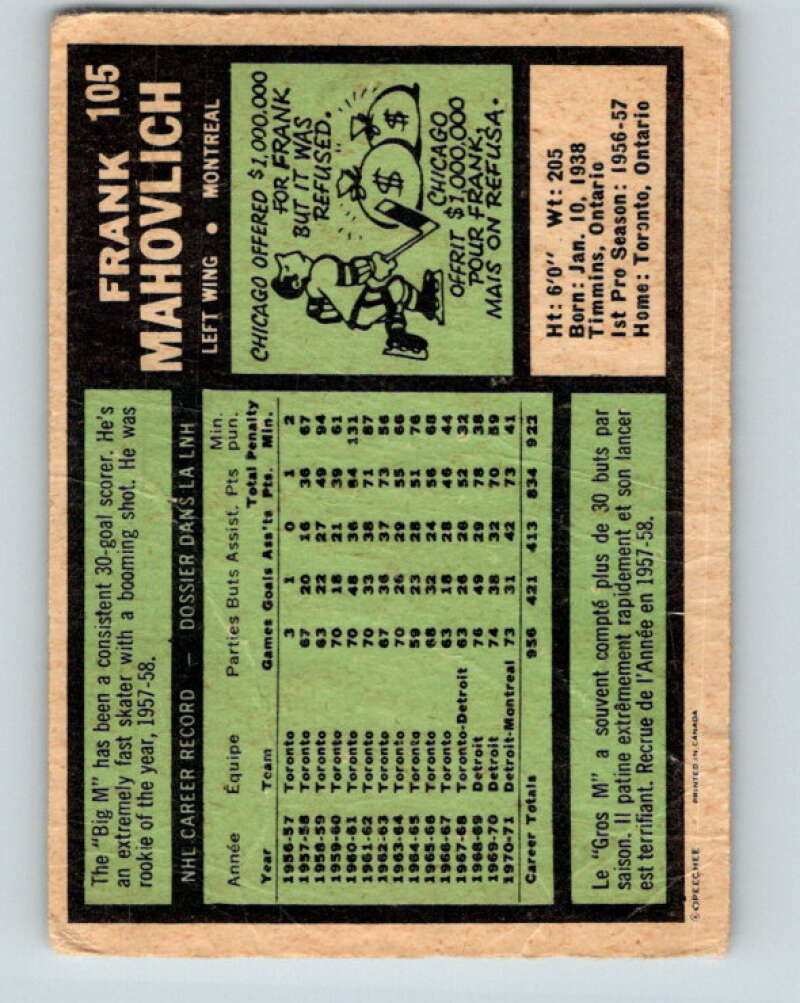 105
FRANK
MAHOVLICH
LEFT WING • MONTREAL
CHICAGO OFFERED $1,000.000
FOR FRANK
BUT IT WAS
REFUSED.
$
$
CHICAGO
OFFRIT $1,000.000
POUR FRANK,
MAIS ON REFUSA.
Ht: 6'0" Wt: 205
Born: Jan. 10, 1938
Timmins, Ontario
1st Pro Season: 1956-57
Home: Toronto, Ontario
The "Big M" has been a consistent 30-goal scorer. He's
an extremely fast skater with a booming shot. He was
rookie of the year, 1957-58.
NHL CAREER RECORD — DOSSIER DANS LA LNH
Année Équipe Parties Buts Assist. Pts Min. pun.
Year Team Games Goals Ass'ts Total Pts. Penalty Min.
1956-57 Toronto 3 1 0 1 2
1957-58 Toronto 67 20 16 36 67
1958-59 Toronto 63 22 27 49 94
1959-60 Toronto 70 18 21 39 61
1960-61 Toronto 70 48 36 84 131
1961-62 Toronto 70 33 38 71 87
1962-63 Toronto 67 36 37 73 56
1963-64 Toronto 70 26 29 55 66
1964-65 Toronto 59 23 28 51 76
1965-66 Toronto 68 32 24 56 68
1966-67 Toronto 63 18 28 46 44
1967-68 Toronto-Detroit 63 26 26 52 32
1968-69 Detroit 76 49 29 78 38
1969-70 Detroit 74 38 32 70 59
1970-71 Detroit-Montreal 73 31 42 73 41
Career Totals 956 421 413 834 922
Le "Gros M" a souvent compté plus de 30 buts par
saison. Il patine extrêmement rapidement et son lancer
est terrifiant. Recrue de l'Année en 1957-58.
© O-PEE-CHEE PRINTED IN CANADA